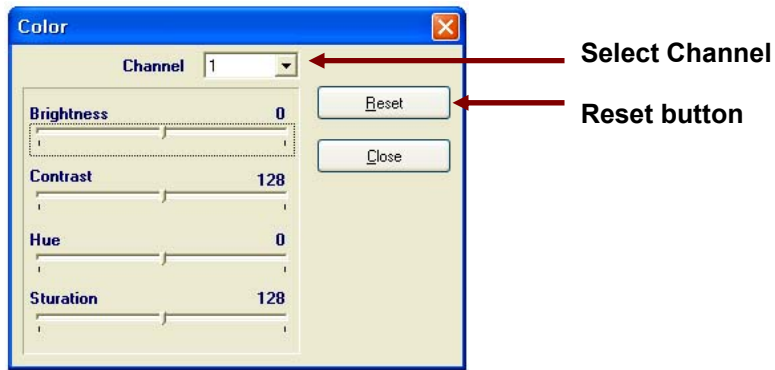 Color
Channel 1
Select Channel
Brightness 0
Reset
Reset button
Close
Contrast 128
Hue 0
Sturation 128